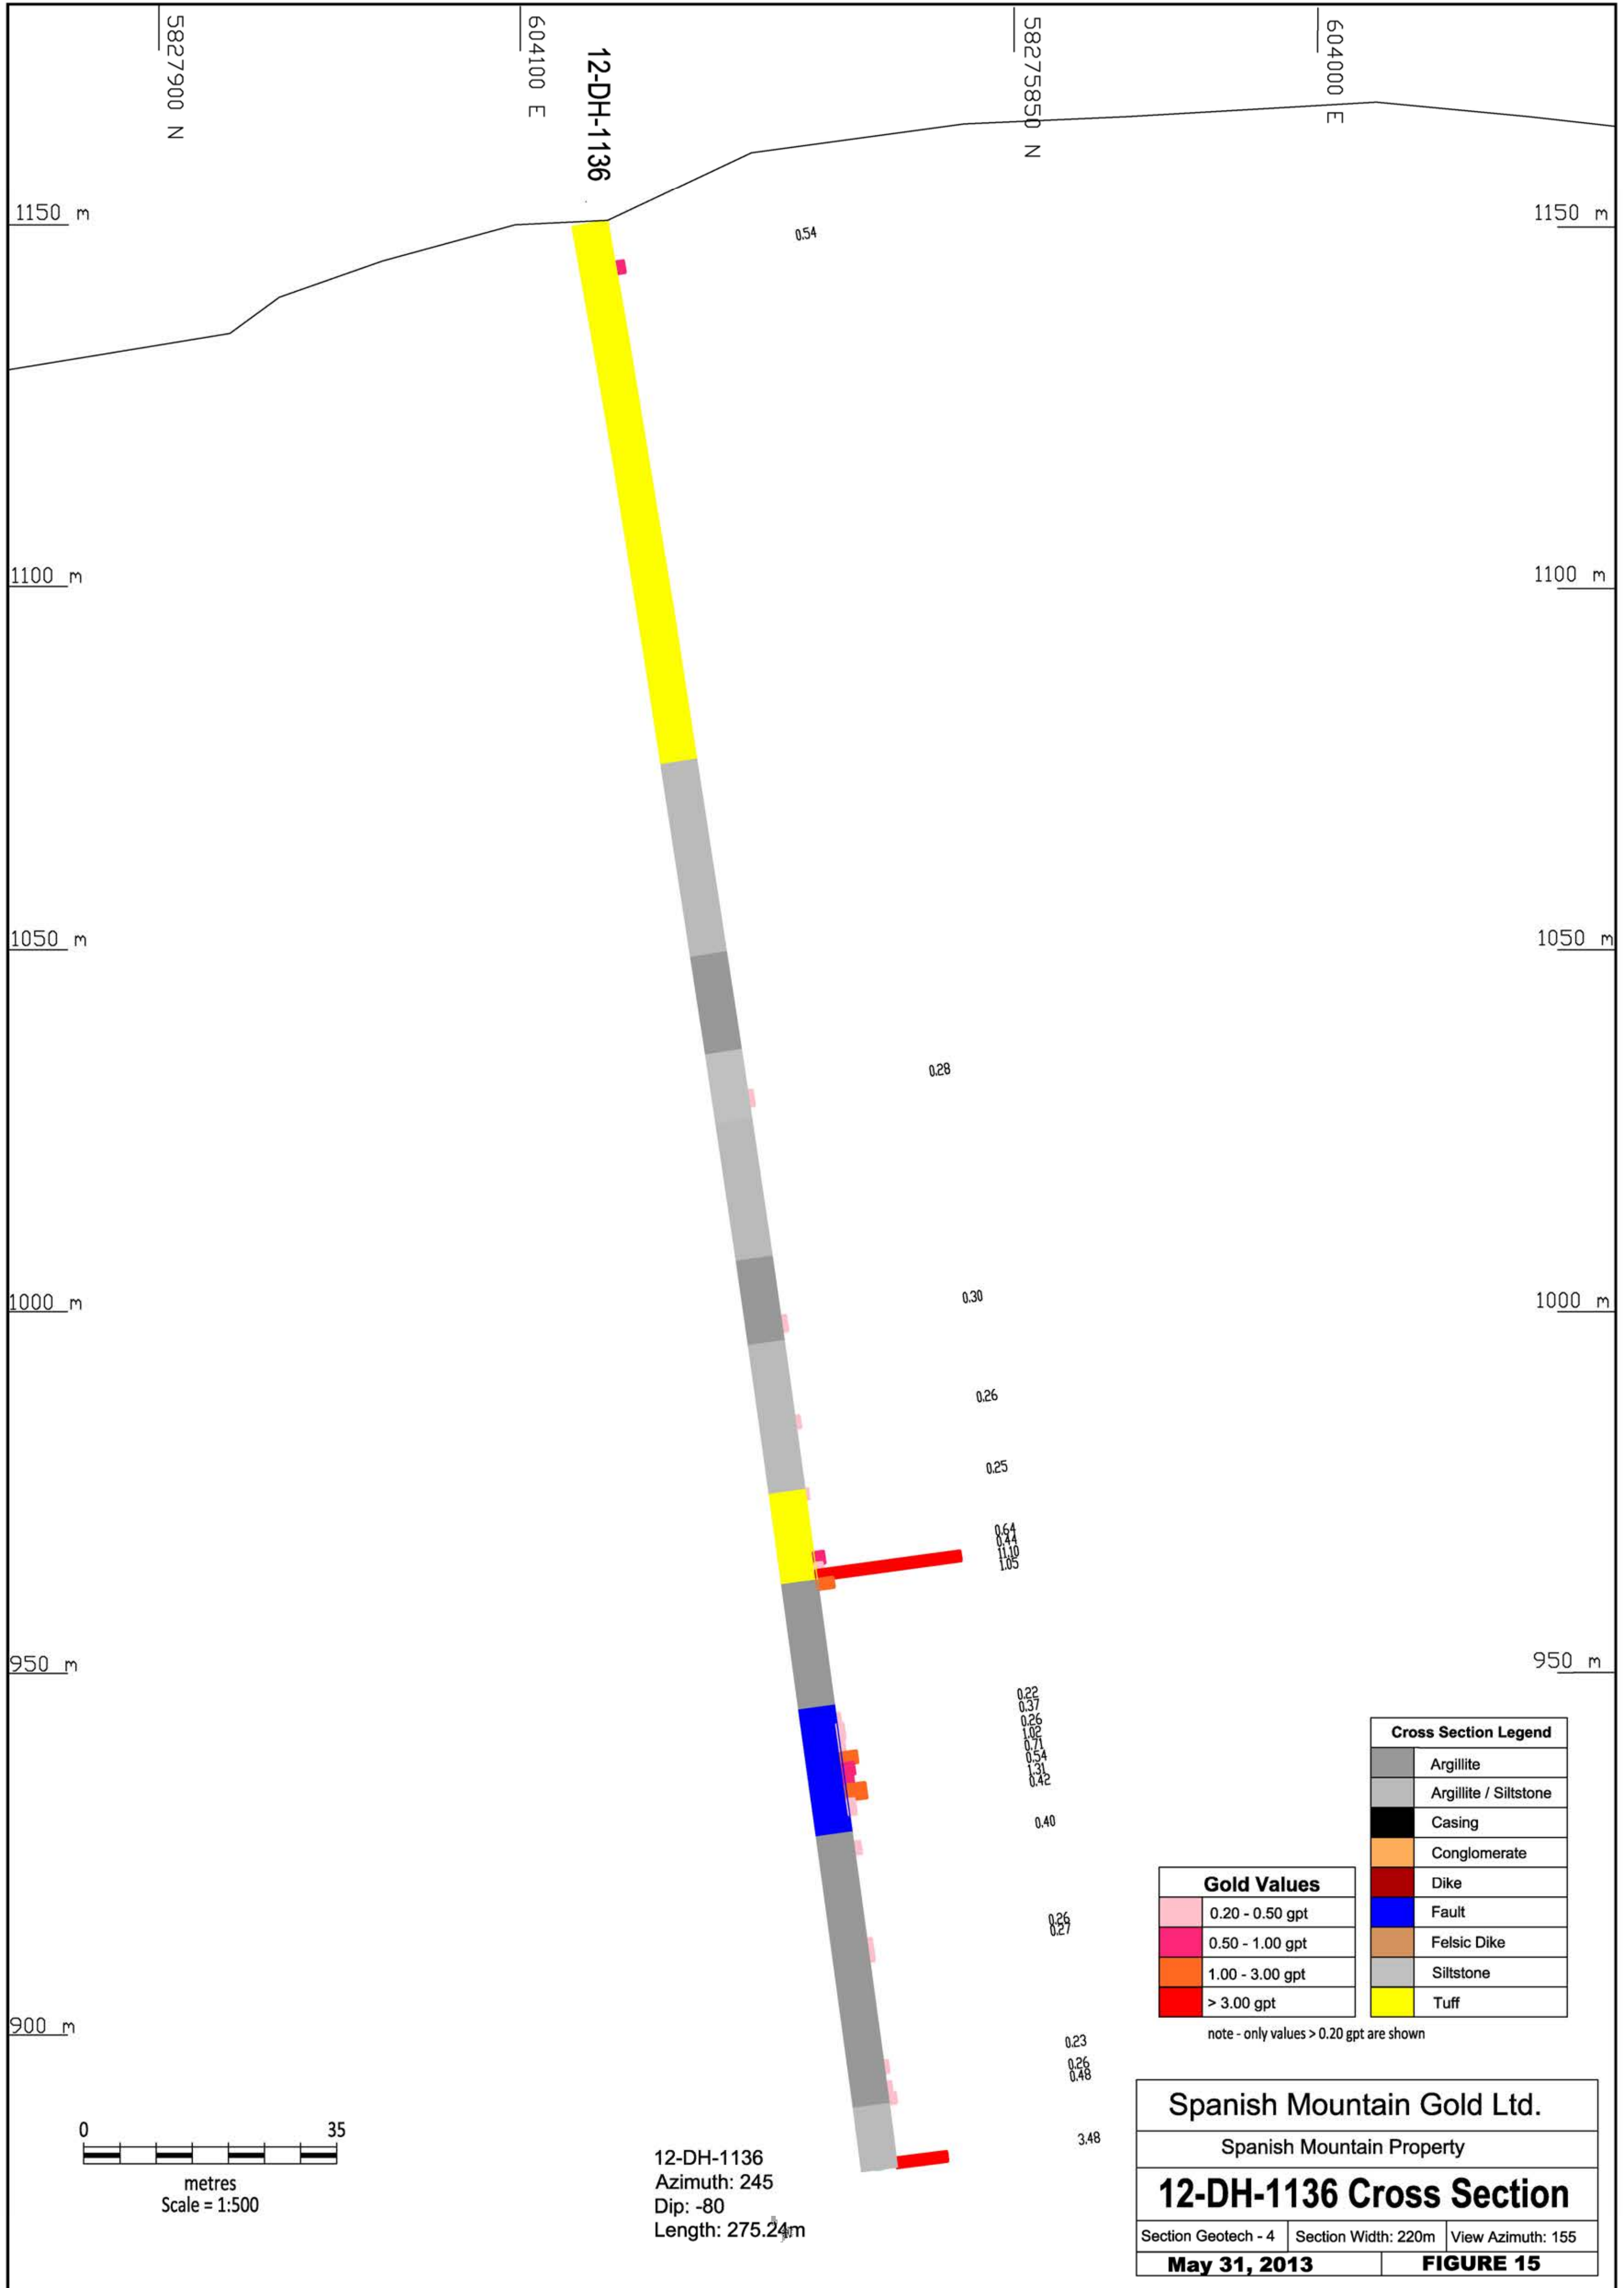 5827900 N
604100 E
12-DH-1136
58275850 N
604000 E
1150 m
1150 m
0.54
1100 m
1100 m
1050 m
1050 m
0.28
0.30
1000 m
1000 m
0.26
0.25
0.64
0.44
11.10
1.05
950 m
950 m
0.22
0.37
0.26
1.02
0.71
0.54
1.31
0.42
0.40
0.26
0.27
900 m
0.23
0.26
0.48
3.48
Cross Section Legend
Argillite
Argillite / Siltstone
Casing
Conglomerate
Dike
Fault
Felsic Dike
Siltstone
Tuff
Gold Values
0.20 - 0.50 gpt
0.50 - 1.00 gpt
1.00 - 3.00 gpt
> 3.00 gpt
note - only values > 0.20 gpt are shown
0 35
metres
Scale = 1:500
12-DH-1136
Azimuth: 245
Dip: -80
Length: 275.24m
Spanish Mountain Gold Ltd.
Spanish Mountain Property
12-DH-1136 Cross Section
Section Geotech - 4 Section Width: 220m View Azimuth: 155
May 31, 2013 FIGURE 15